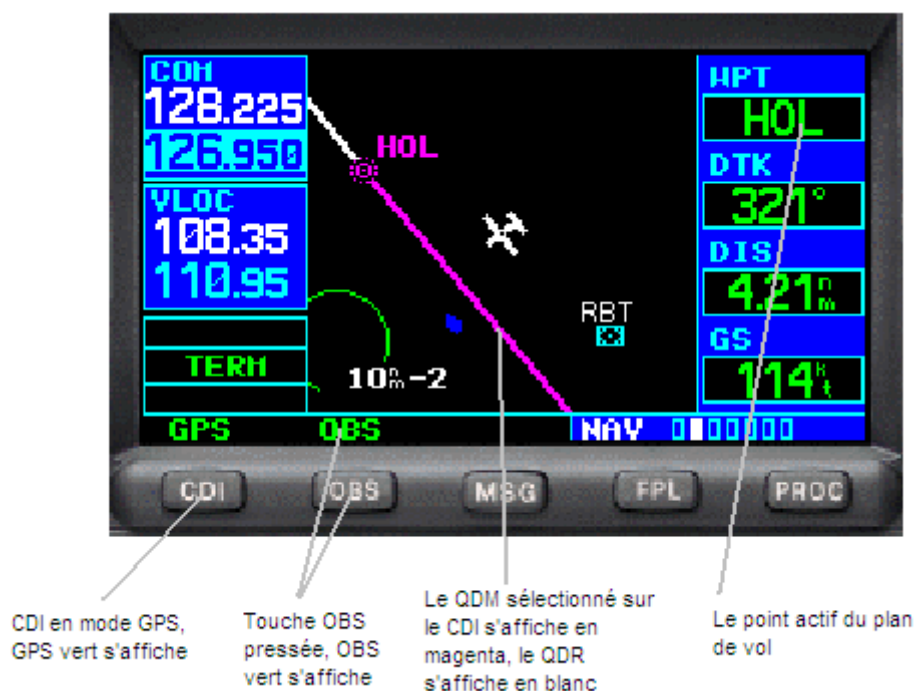 COM
128.225
126.950
VLOC
108.35
110.95
TERM
GPS OBS
HOL
RBT
10nm-2
WPT
HOL
DTK
321°
DIS
4.21nm
GS
114kt
NAV
CDI OBS MSG FPL PROC
CDI en mode GPS,
GPS vert s'affiche
Touche OBS
pressée, OBS
vert s'affiche
Le QDM sélectionné sur
le CDI s'affiche en
magenta, le QDR
s'affiche en blanc
Le point actif du plan
de vol